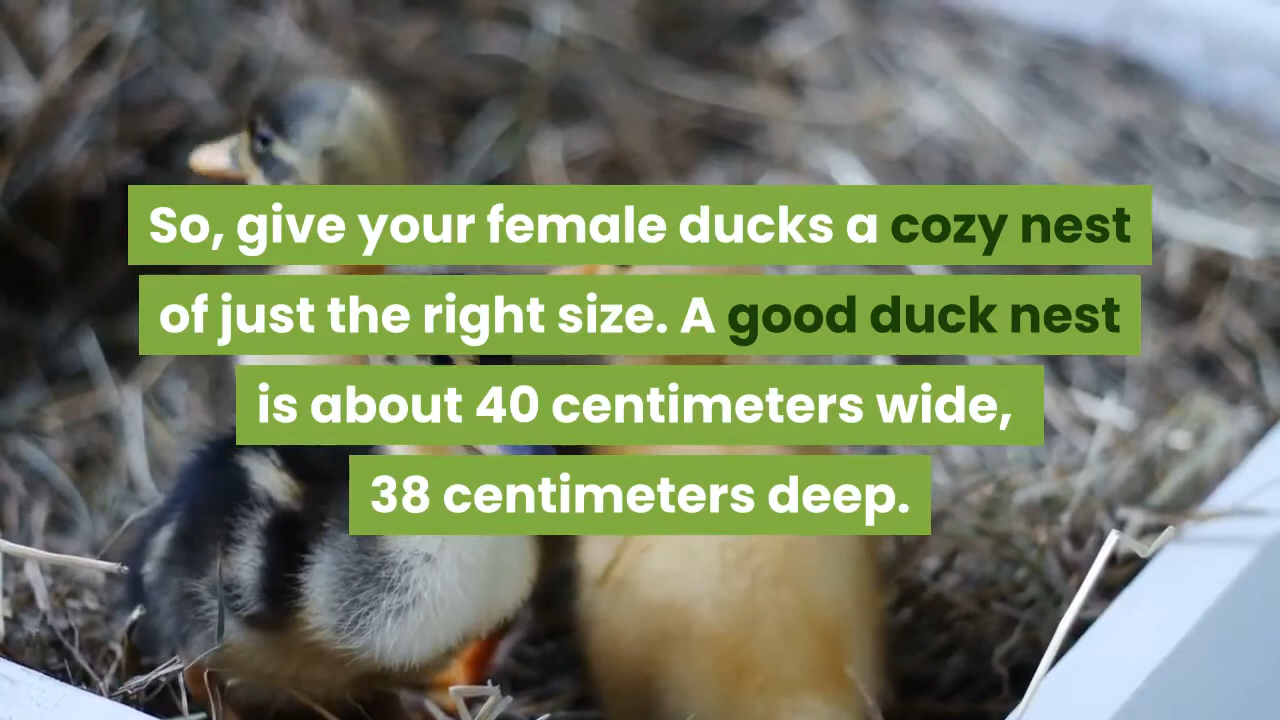 So, give your female ducks a cozy nest
of just the right size. A good duck nest
is about 40 centimeters wide,
38 centimeters deep.